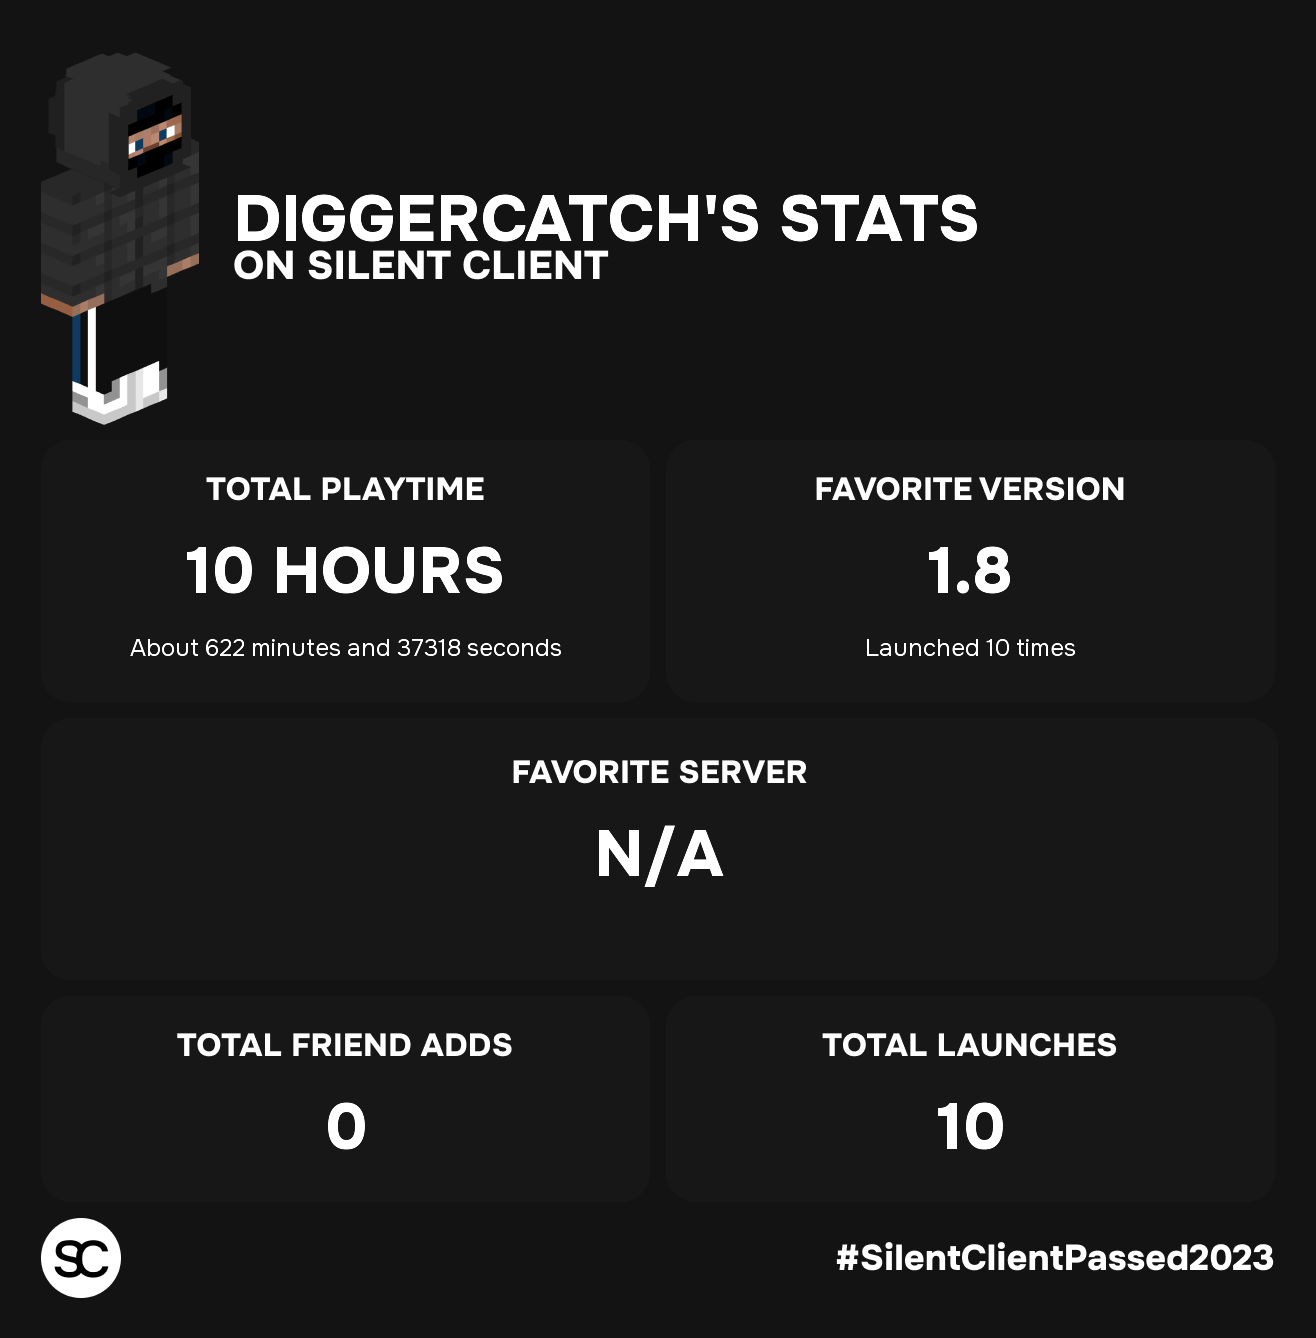 DIGGERCATCH'S STATS
ON SILENT CLIENT
TOTAL PLAYTIME
10 HOURS
About 622 minutes and 37318 seconds
FAVORITE VERSION
1.8
Launched 10 times
FAVORITE SERVER
N/A
TOTAL FRIEND ADDS
0
TOTAL LAUNCHES
10
SC
#SilentClientPassed2023